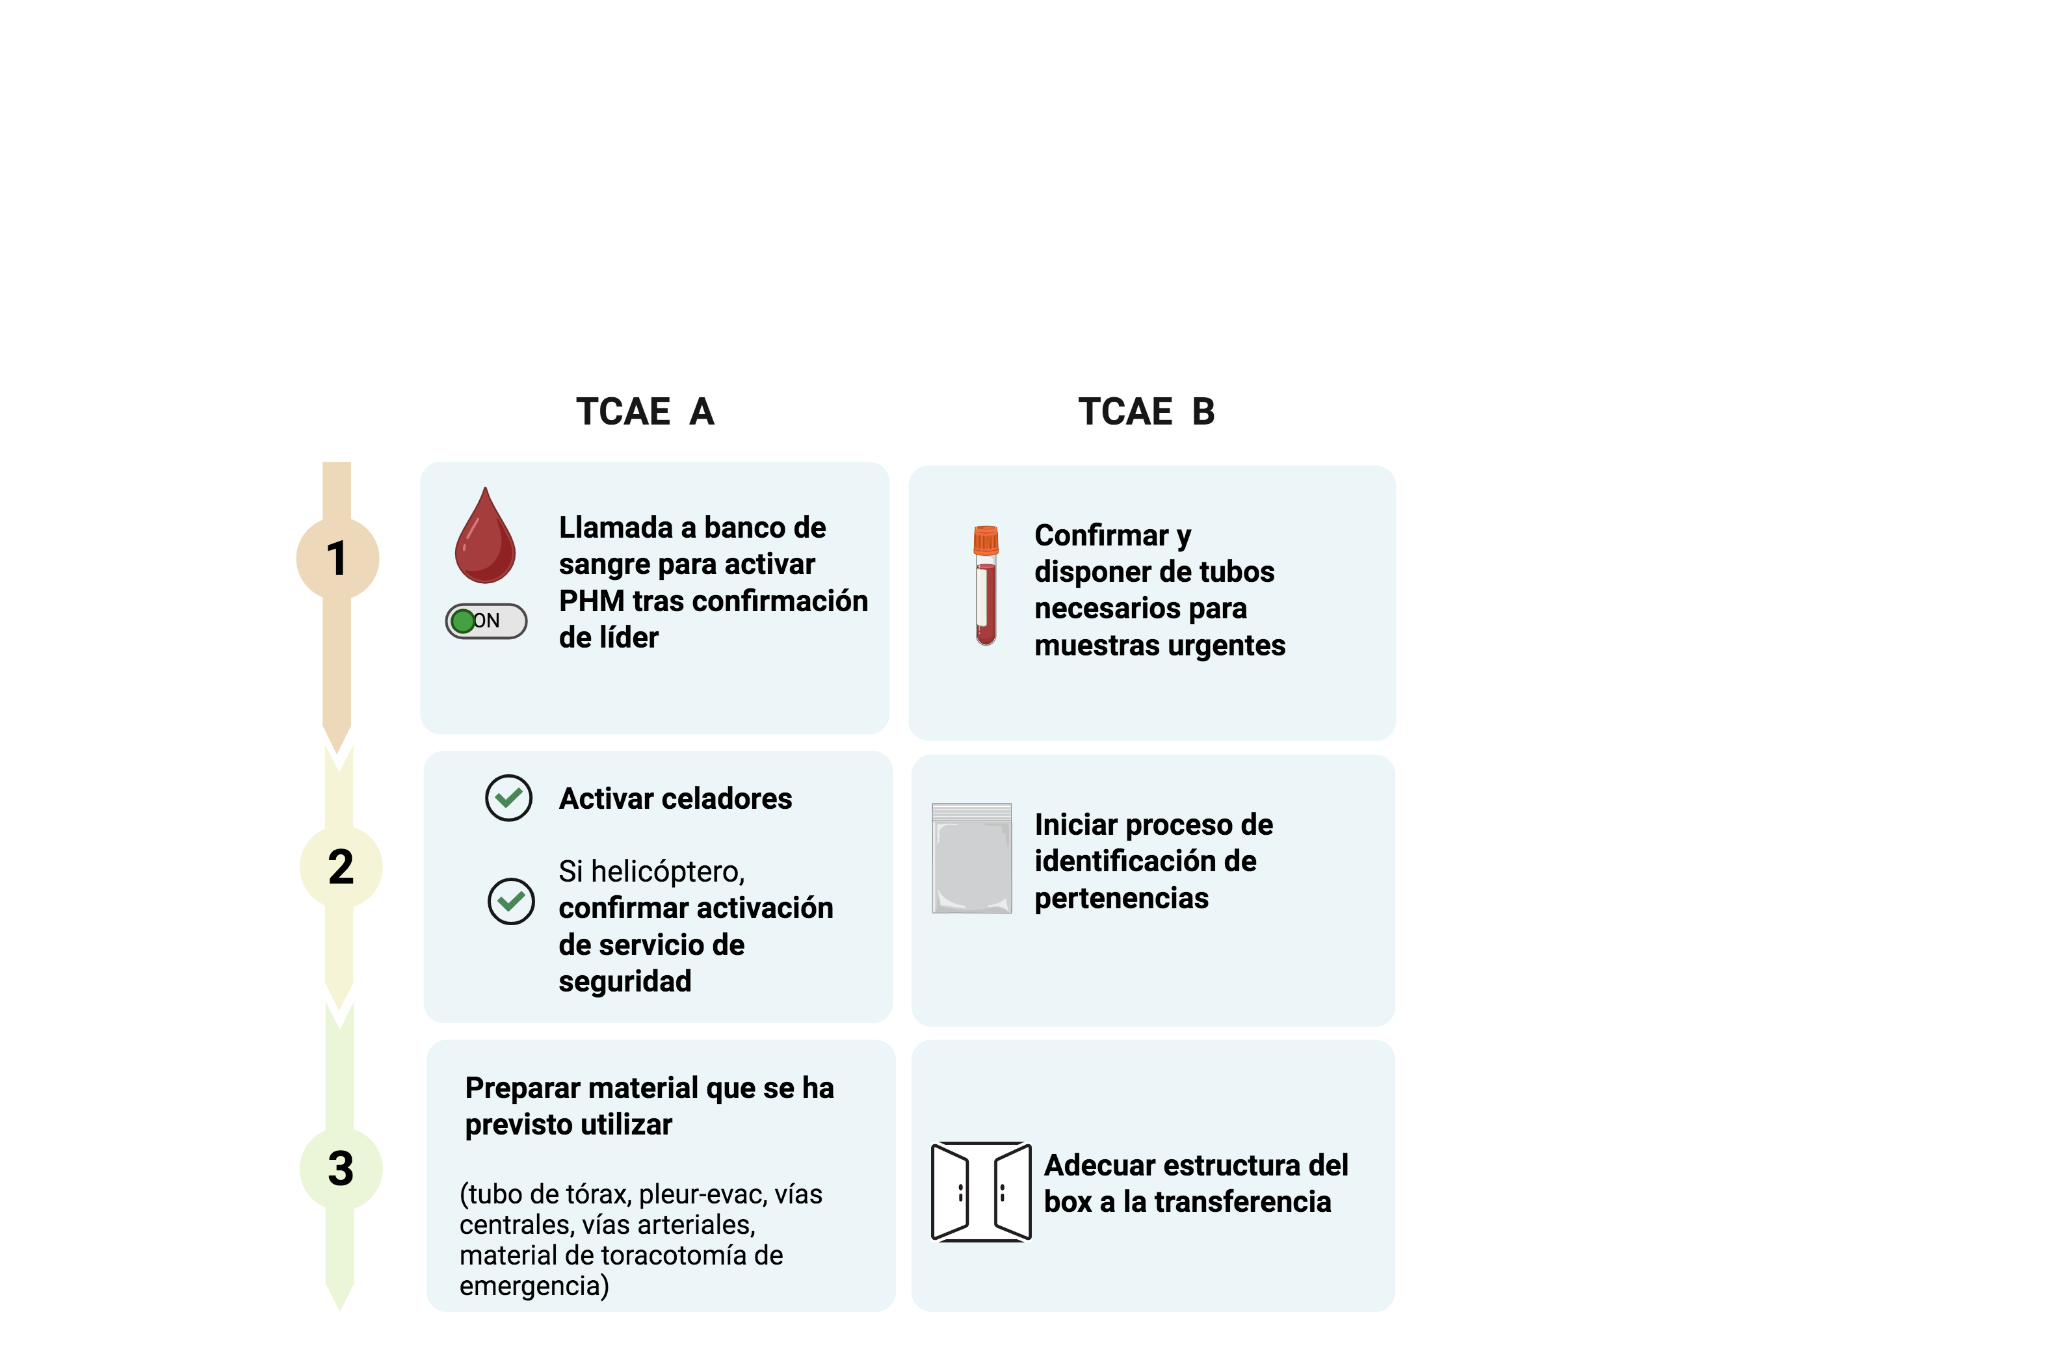 TCAE A
TCAE B
1
Llamada a banco de
sangre para activar
PHM tras confirmación
de líder
ON
Confirmar y
disponer de tubos
necesarios para
muestras urgentes
2
Activar celadores
Si helicóptero,
confirmar activación
de servicio de
seguridad
Iniciar proceso de
identificación de
pertenencias
3
Preparar material que se ha
previsto utilizar
(tubo de tórax, pleur-evac, vías
centrales, vías arteriales,
material de toracotomía de
emergencia)
Adecuar estructura del
box a la transferencia